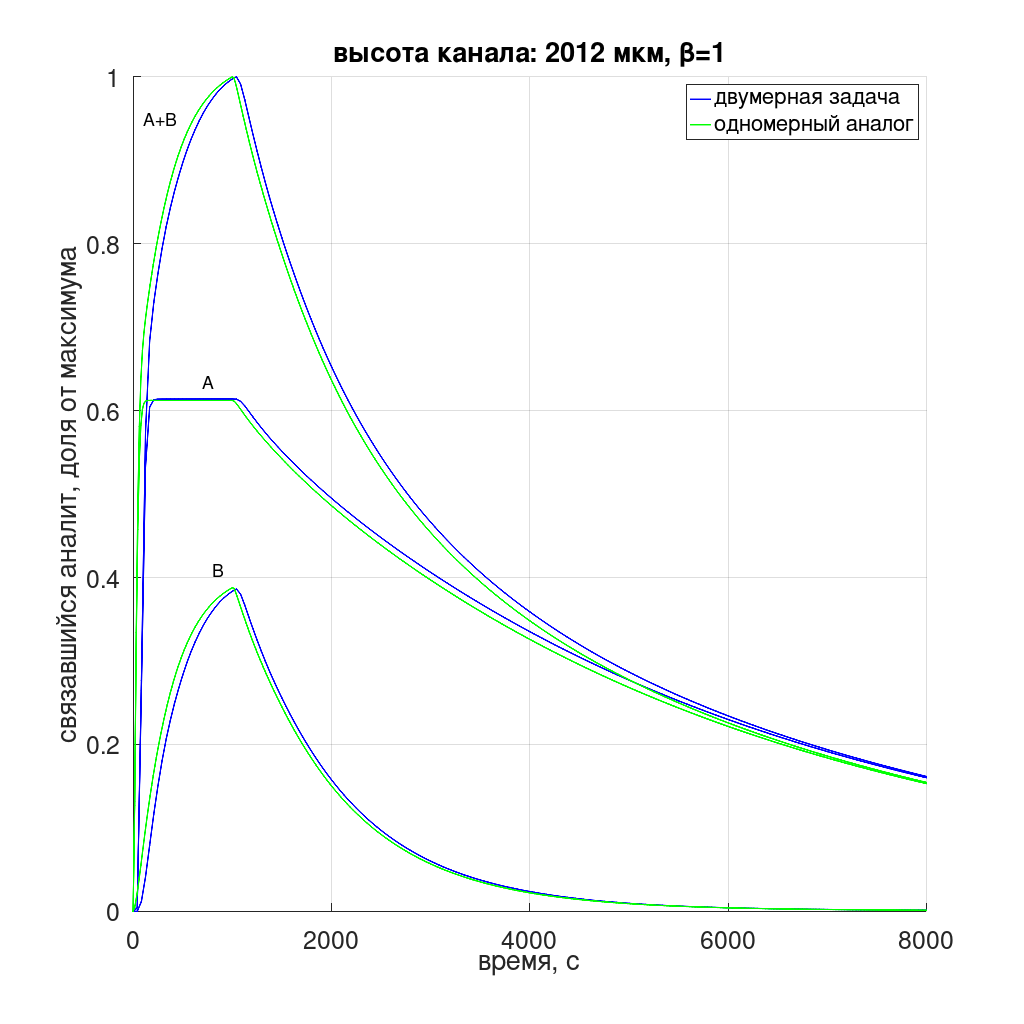 высота канала: 2012 мкм, β=1
двумерная задача
одномерный аналог
A+B
A
B
связавшийся аналит, доля от максимума
1
0.8
0.6
0.4
0.2
0
0
2000
4000
6000
8000
время, с